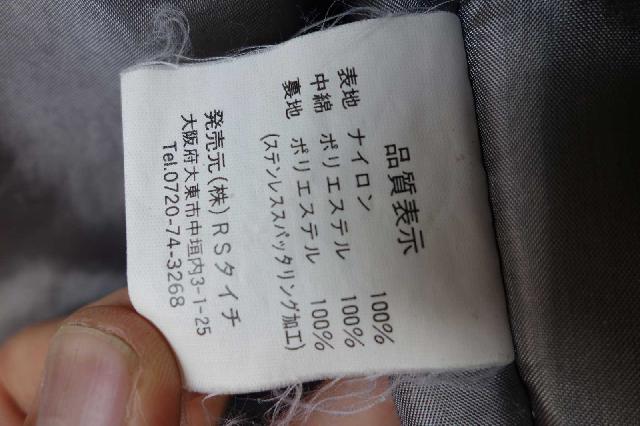 品質表示
表地 ナイロン 100%
中綿 ポリエステル 100%
裏地 ポリエステル 100%
(ステンレススパッタリング加工)
発売元(株)RSタイチ
大阪府大東市中垣内3-1-25
Tel.0720-74-3268